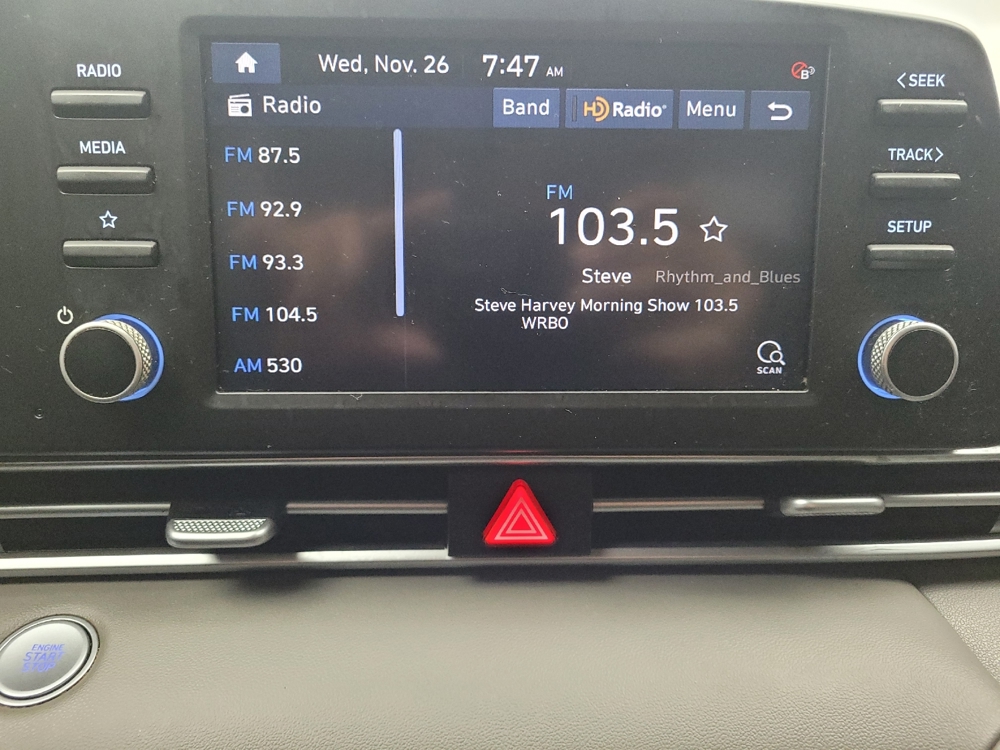 RADIO
MEDIA
Wed, Nov. 26 7:47 AM
B
Radio Band HD Radio Menu
FM 87.5
FM 92.9
FM 93.3
FM 104.5
AM 530
FM
103.5
Steve Rhythm_and_Blues
Steve Harvey Morning Show 103.5
WRBO
SCAN
<SEEK
TRACK>
SETUP
ENGINE
START
STOP